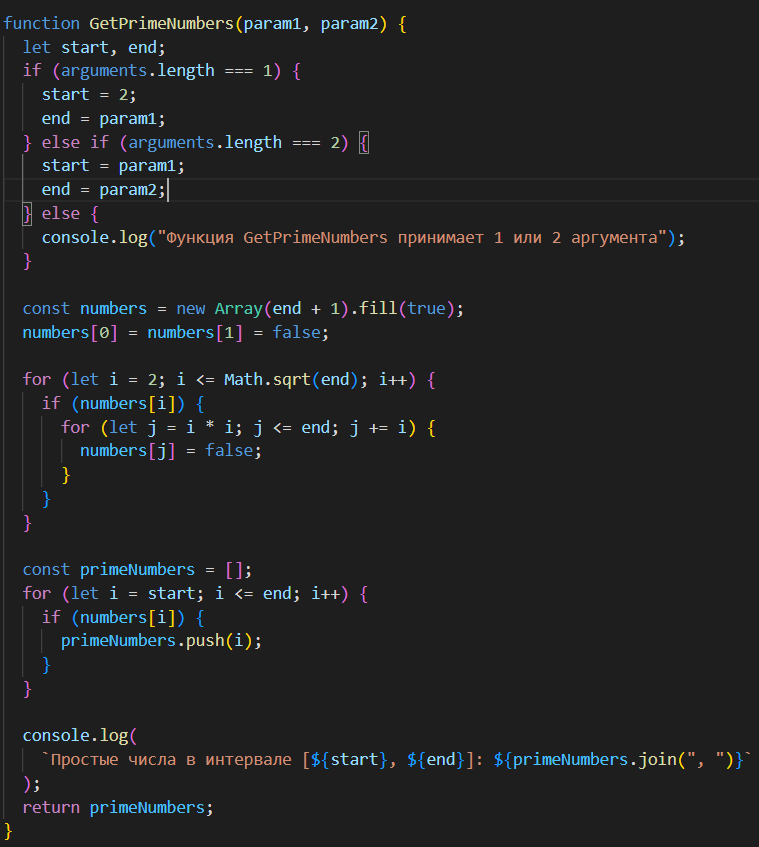 function GetPrimeNumbers(param1, param2) {
  let start, end;
  if (arguments.length === 1) {
    start = 2;
    end = param1;
  } else if (arguments.length === 2) {
    start = param1;
    end = param2;
  } else {
    console.log("Функция GetPrimeNumbers принимает 1 или 2 аргумента");
  }

  const numbers = new Array(end + 1).fill(true);
  numbers[0] = numbers[1] = false;

  for (let i = 2; i <= Math.sqrt(end); i++) {
    if (numbers[i]) {
      for (let j = i * i; j <= end; j += i) {
        numbers[j] = false;
      }
    }
  }

  const primeNumbers = [];
  for (let i = start; i <= end; i++) {
    if (numbers[i]) {
      primeNumbers.push(i);
    }
  }

  console.log(
    `Простые числа в интервале [${start}, ${end}]: ${primeNumbers.join(", ")}`
  );
  return primeNumbers;
}